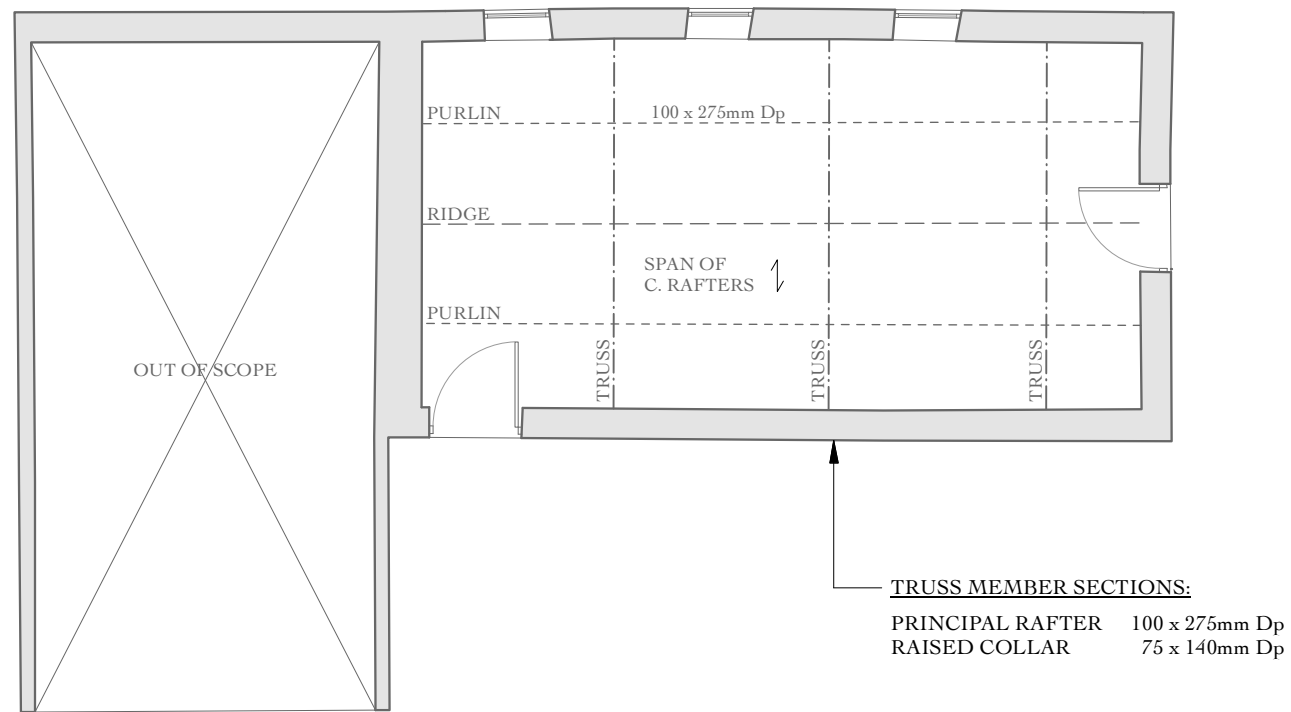 PURLIN
100 x 275mm Dp
RIDGE
SPAN OF
C. RAFTERS
PURLIN
TRUSS
TRUSS
TRUSS
OUT OF SCOPE
TRUSS MEMBER SECTIONS:
PRINCIPAL RAFTER 100 x 275mm Dp
RAISED COLLAR 75 x 140mm Dp